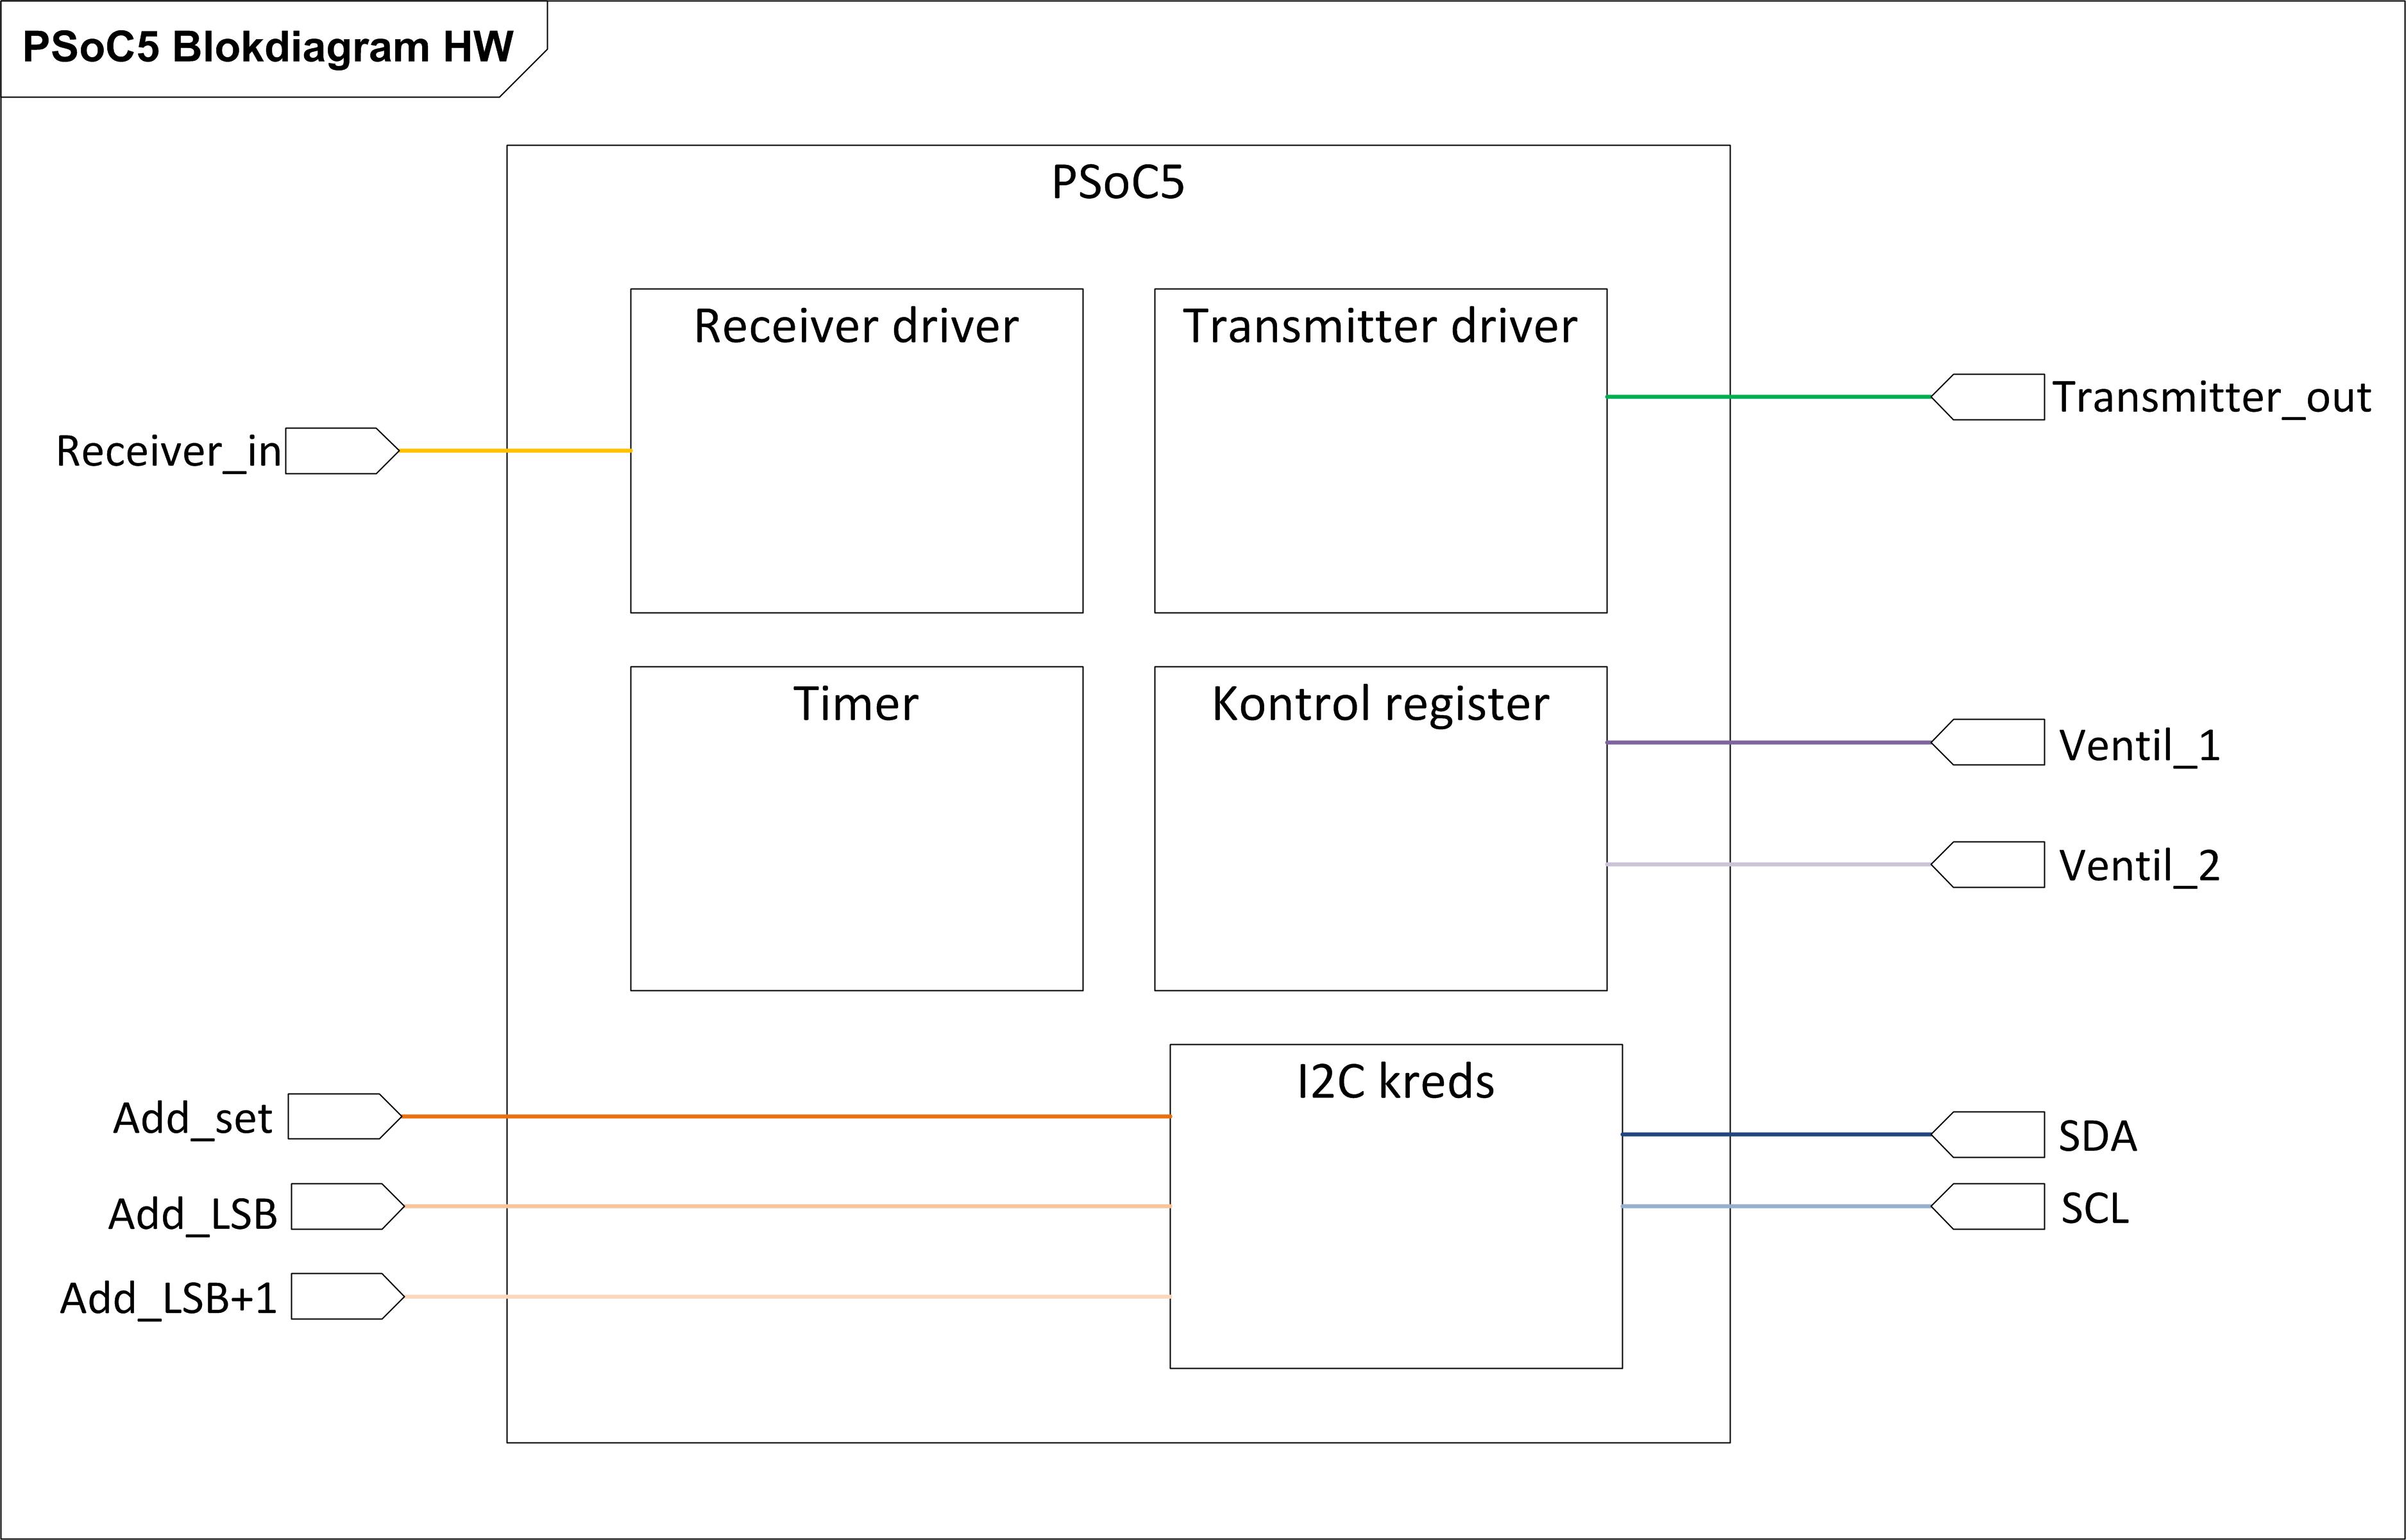 PSoC5 Blokdiagram HW
PSoC5
Receiver driver
Transmitter driver
Transmitter_out
Receiver_in
Timer
Kontrol register
Ventil_1
Ventil_2
I2C kreds
Add_set
SDA
Add_LSB
SCL
Add_LSB+1